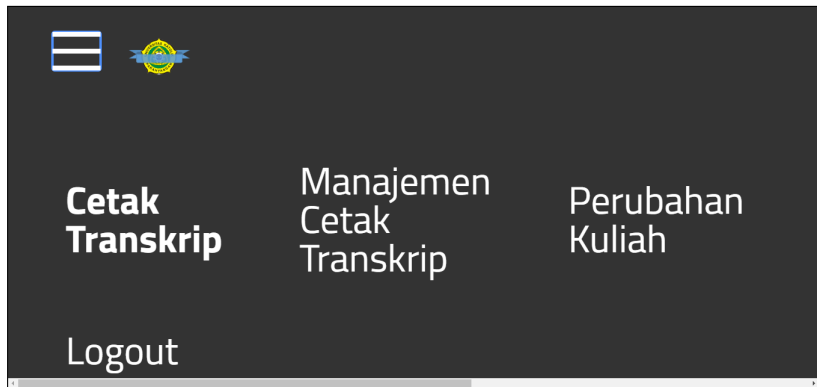 Cetak
Transkrip
Manajemen
Cetak
Transkrip
Perubahan
Kuliah
Logout